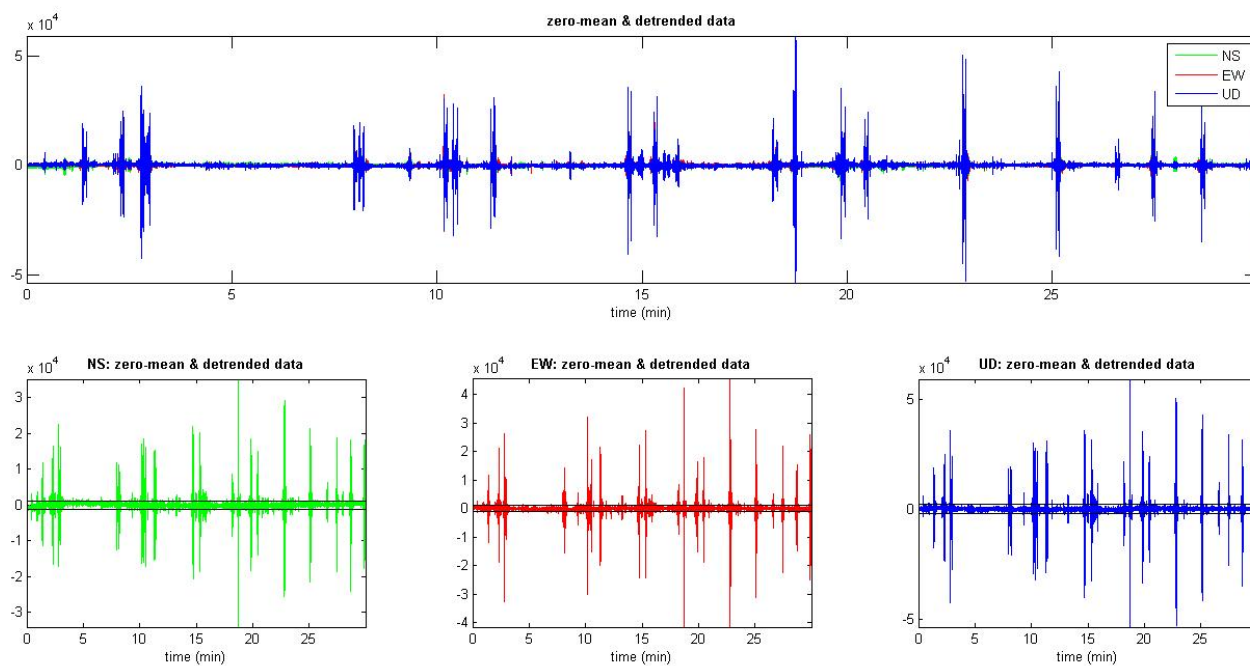 zero-mean & detrended data
x 10^4
5
0
-5
0 5 10 15 20 25
time (min)
NS
EW
UD
NS: zero-mean & detrended data
x 10^4
3
2
1
0
-1
-2
-3
0 5 10 15 20 25
time (min)
EW: zero-mean & detrended data
x 10^4
4
3
2
1
0
-1
-2
-3
-4
0 5 10 15 20 25
time (min)
UD: zero-mean & detrended data
x 10^4
5
0
-5
0 5 10 15 20 25
time (min)